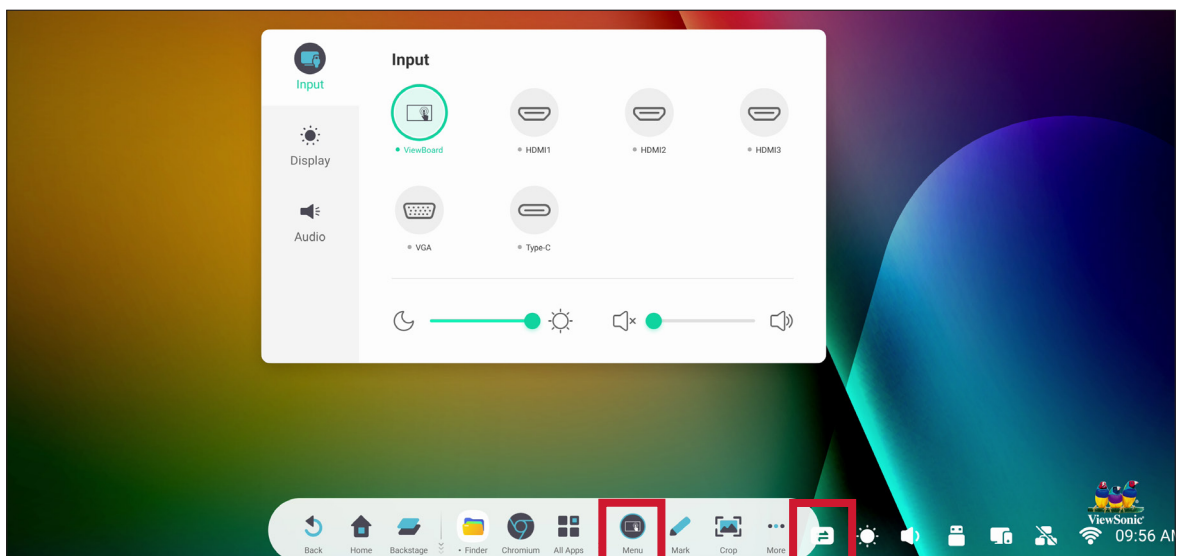 Input
Input
ViewBoard
HDMI1
HDMI2
HDMI3
Display
Audio
VGA
Type-C
ViewSonic
Back
Home
Backstage
Finder
Chromium
All Apps
Menu
Mark
Crop
More
09:56 AM